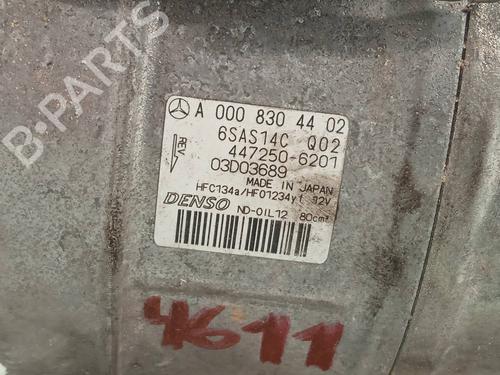 B-PARTS
A 000 830 44 02
6SAS14C Q02
REV
447250-6201
03D03689
MADE IN JAPAN
HFC134a/HFO1234yf 12V
DENSO ND-OIL12 80cm³
4611